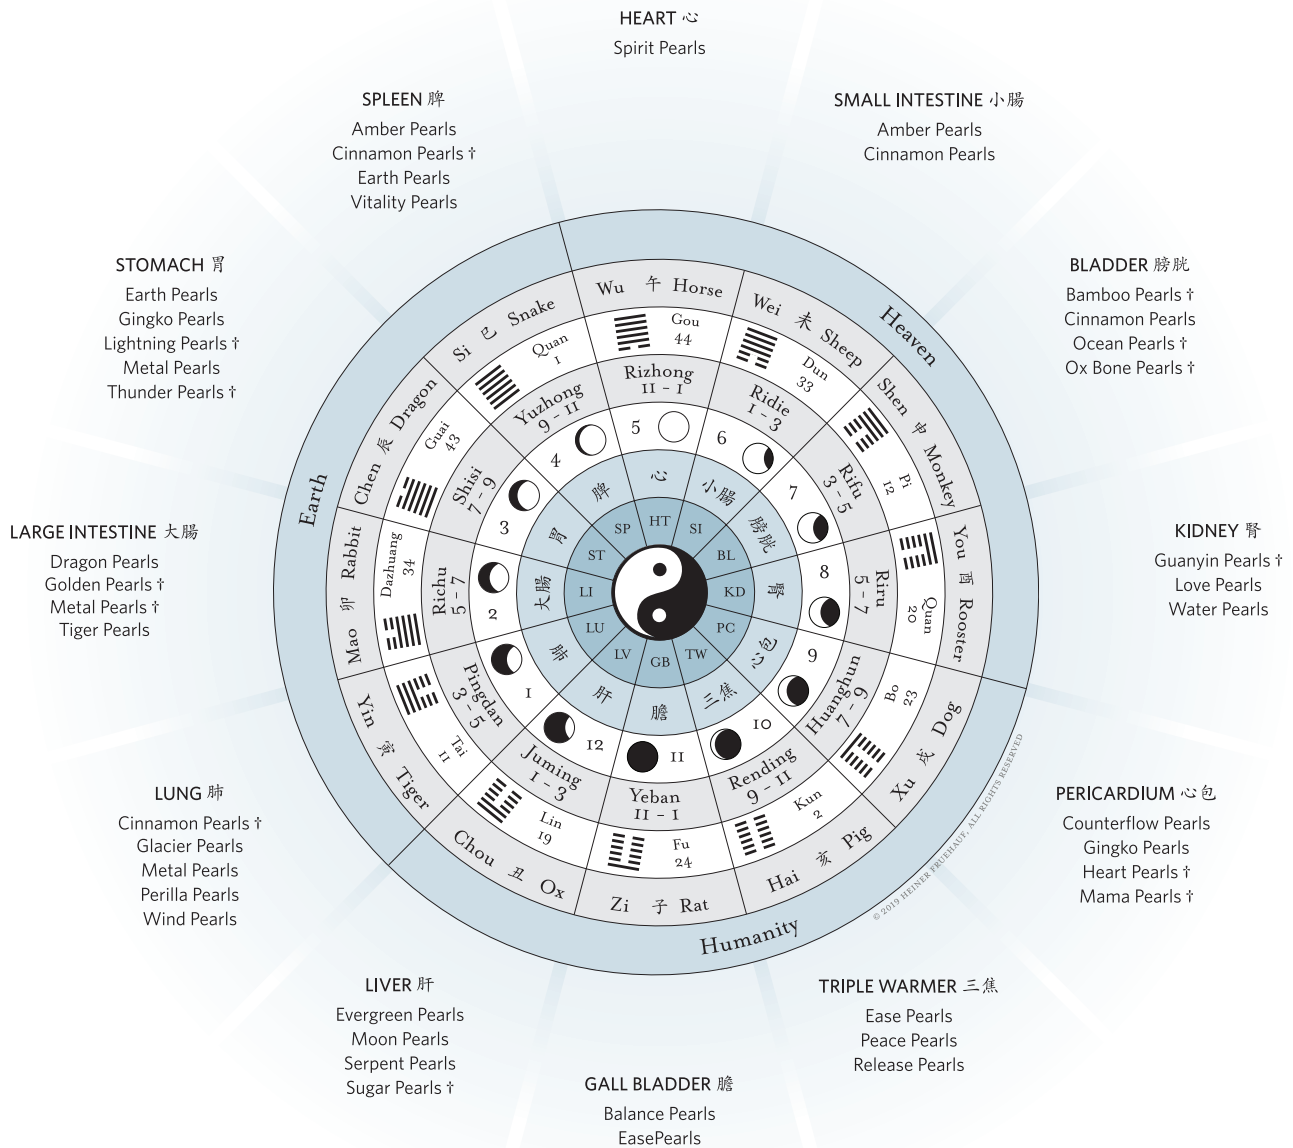 HEART 心
Spirit Pearls
SPLEEN 脾
Amber Pearls
Cinnamon Pearls †
Earth Pearls
Vitality Pearls
SMALL INTESTINE 小腸
Amber Pearls
Cinnamon Pearls
STOMACH 胃
Earth Pearls
Gingko Pearls
Lightning Pearls †
Metal Pearls
Thunder Pearls †
BLADDER 膀胱
Bamboo Pearls †
Cinnamon Pearls
Ocean Pearls †
Ox Bone Pearls †
LARGE INTESTINE 大腸
Dragon Pearls
Golden Pearls †
Metal Pearls †
Tiger Pearls
KIDNEY 腎
Guanyin Pearls †
Love Pearls
Water Pearls
LUNG 肺
Cinnamon Pearls †
Glacier Pearls
Metal Pearls
Perilla Pearls
Wind Pearls
PERICARDIUM 心包
Counterflow Pearls
Gingko Pearls
Heart Pearls †
Mama Pearls †
LIVER 肝
Evergreen Pearls
Moon Pearls
Serpent Pearls
Sugar Pearls †
TRIPLE WARMER 三焦
Ease Pearls
Peace Pearls
Release Pearls
GALL BLADDER 膽
Balance Pearls
EasePearls
Heaven
Earth
Humanity
Wu 午 Horse
Wei 未 Sheep
Shen 申 Monkey
You 酉 Rooster
Xu 戌 Dog
Hai 亥 Pig
Zi 子 Rat
Chou 丑 Ox
Yin 寅 Tiger
Mao 卯 Rabbit
Chen 辰 Dragon
Si 巳 Snake
Gou
44
Dun
33
Pi
12
Quan
20
Bo
23
Kun
2
Fu
24
Lin
19
Tai
11
Dazhuang
34
Guai
43
Quan
1
Rizhong
11 - 1
Ridie
1 - 3
Rifu
3 - 5
Riru
5 - 7
Huanghun
7 - 9
Rending
9 - 11
Yeban
11 - 1
Juming
1 - 3
Pingdan
3 - 5
Richu
5 - 7
Shisi
7 - 9
Yuzhong
9 - 11
5
6
7
8
9
10
11
12
1
2
3
4
心
小腸
膀胱
腎
心包
三焦
膽
肝
肺
大腸
胃
脾
HT
SI
BL
KD
PC
TW
GB
LV
LU
LI
ST
SP
© 2019 HEINER FRUEHAUF, ALL RIGHTS RESERVED